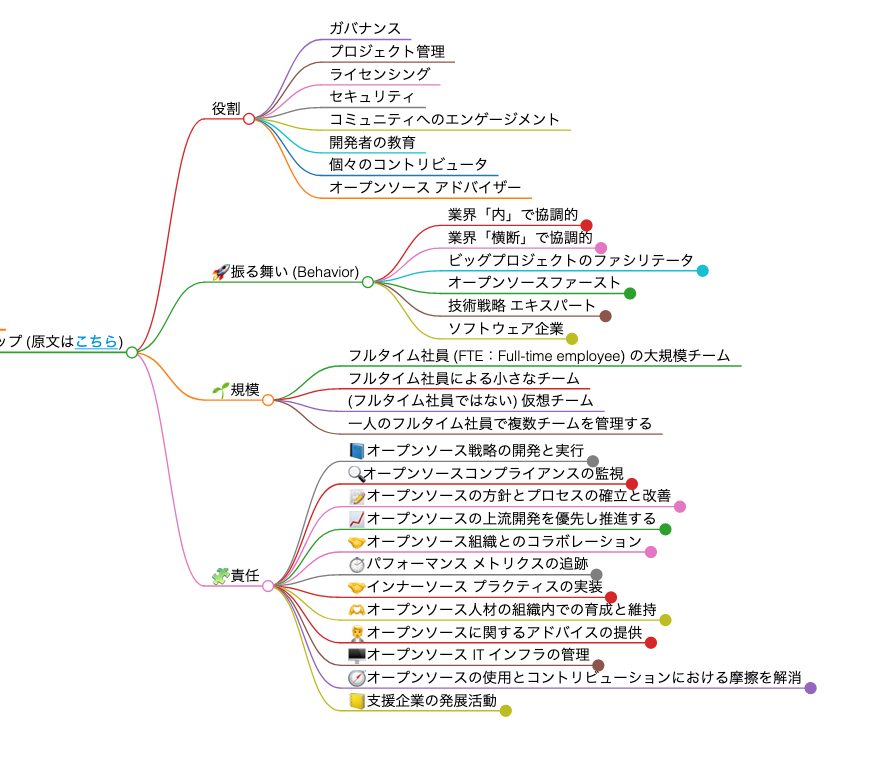 ガバナンス
プロジェクト管理
ライセンシング
セキュリティ
コミュニティへのエンゲージメント
開発者の教育
個々のコントリビュータ
オープンソース アドバイザー
役割
業界「内」で協調的
業界「横断」で協調的
ビッグプロジェクトのファシリテータ
オープンソースファースト
技術戦略 エキスパート
ソフトウェア企業
🚀振る舞い (Behavior)
ップ (原文はこちら)
フルタイム社員 (FTE：Full-time employee) の大規模チーム
フルタイム社員による小さなチーム
(フルタイム社員ではない) 仮想チーム
一人のフルタイム社員で複数チームを管理する
🌱規模
📘オープンソース戦略の開発と実行
🔍オープンソースコンプライアンスの監視
📝オープンソースの方針とプロセスの確立と改善
📈オープンソースの上流開発を優先し推進する
🤝オープンソース組織とのコラボレーション
⏱パフォーマンス メトリクスの追跡
🤝インナーソース プラクティスの実装
🫶オープンソース人材の組織内での育成と維持
オープンソースに関するアドバイスの提供
🖥オープンソース IT インフラの管理
🧭オープンソースの使用とコントリビューションにおける摩擦を解消
📒支援企業の発展活動
🧩責任